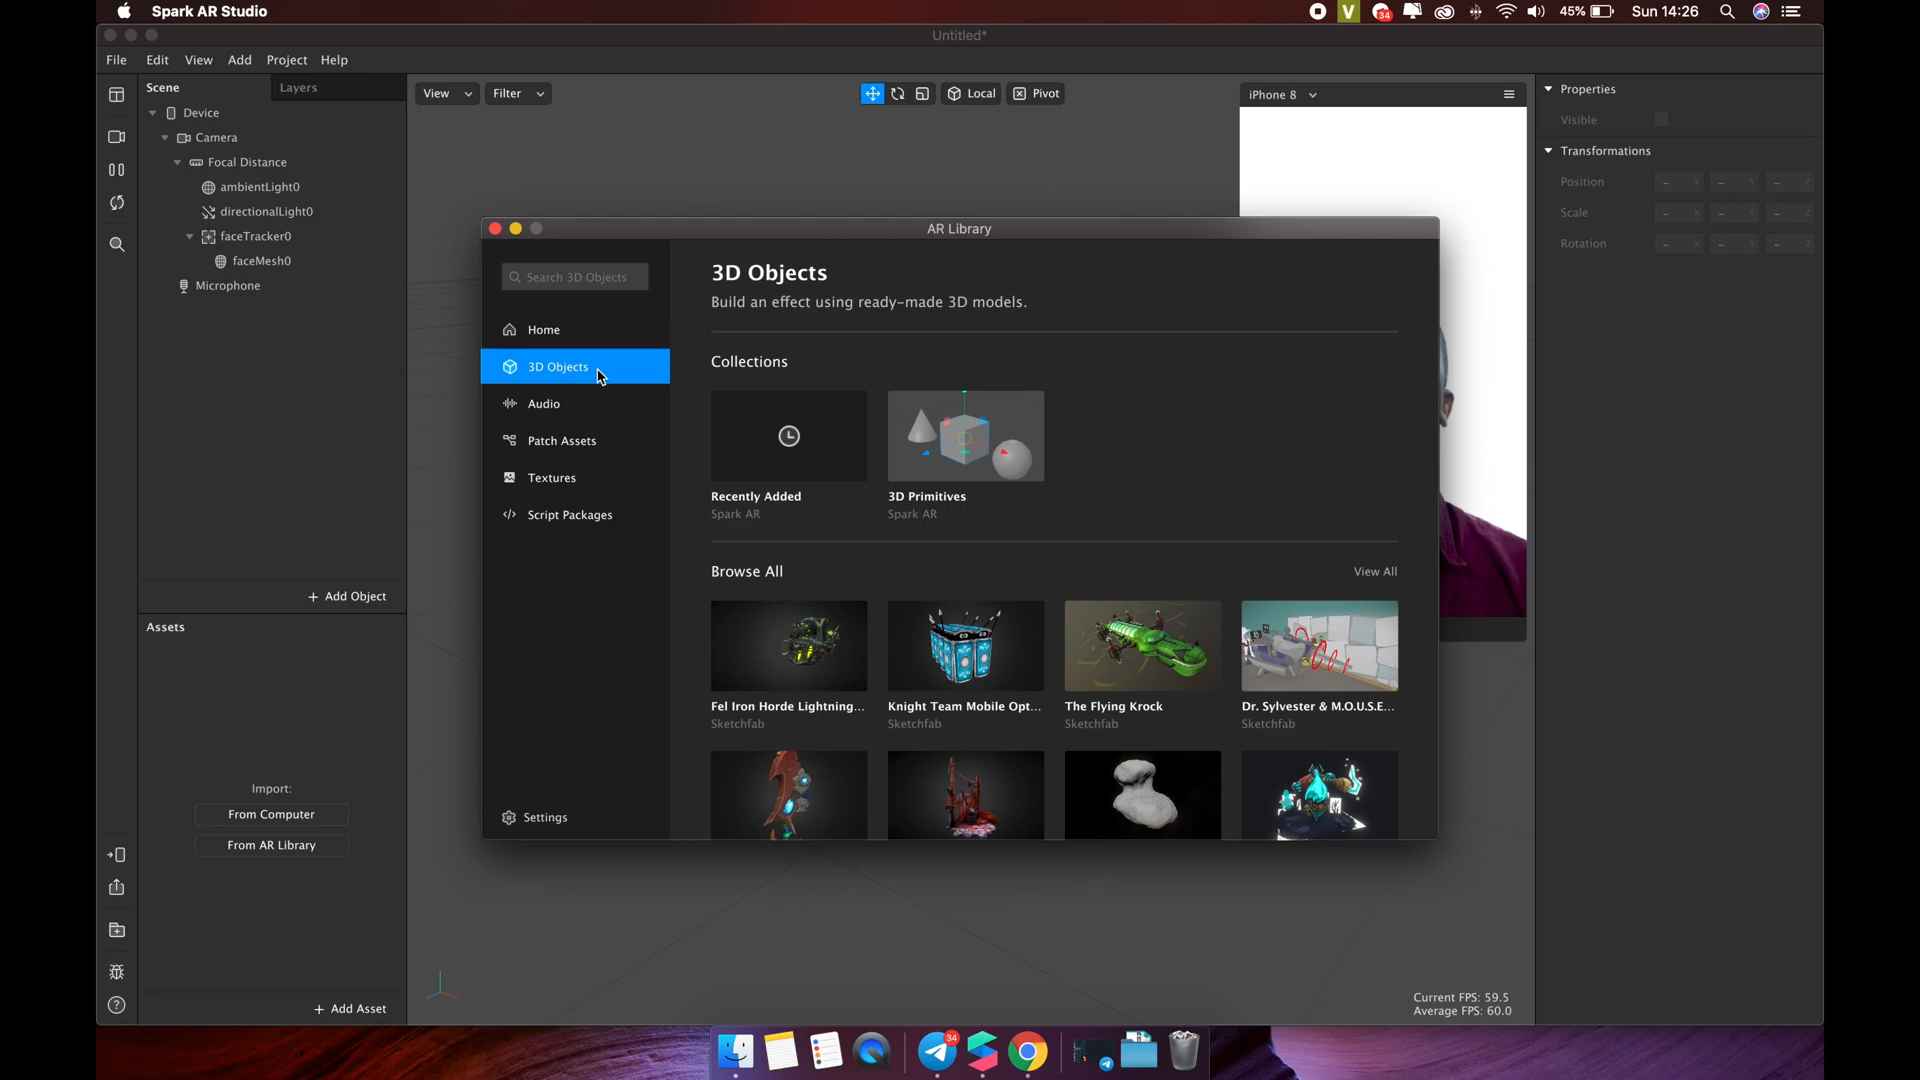 Spark AR Studio
V
34
45%
Sun 14:26
Untitled*
File Edit View Add Project Help
Scene
Layers
Device
Camera
Focal Distance
ambientLight0
directionalLight0
faceTracker0
faceMesh0
Microphone
+ Add Object
Assets
Import:
From Computer
From AR Library
+ Add Asset
View
Filter
Local
Pivot
iPhone 8
Properties
Visible
Transformations
Position - X - Y - Z
Scale - X - Y - Z
Rotation - X - Y - Z
AR Library
Search 3D Objects
Home
3D Objects
Audio
Patch Assets
Textures
Script Packages
Settings
3D Objects
Build an effect using ready-made 3D models.
Collections
Recently Added
Spark AR
3D Primitives
Spark AR
Browse All
View All
Fel Iron Horde Lightning...
Sketchfab
Knight Team Mobile Opt...
Sketchfab
The Flying Krock
Sketchfab
Dr. Sylvester & M.O.U.S.E...
Sketchfab
Current FPS: 59.5
Average FPS: 60.0
34